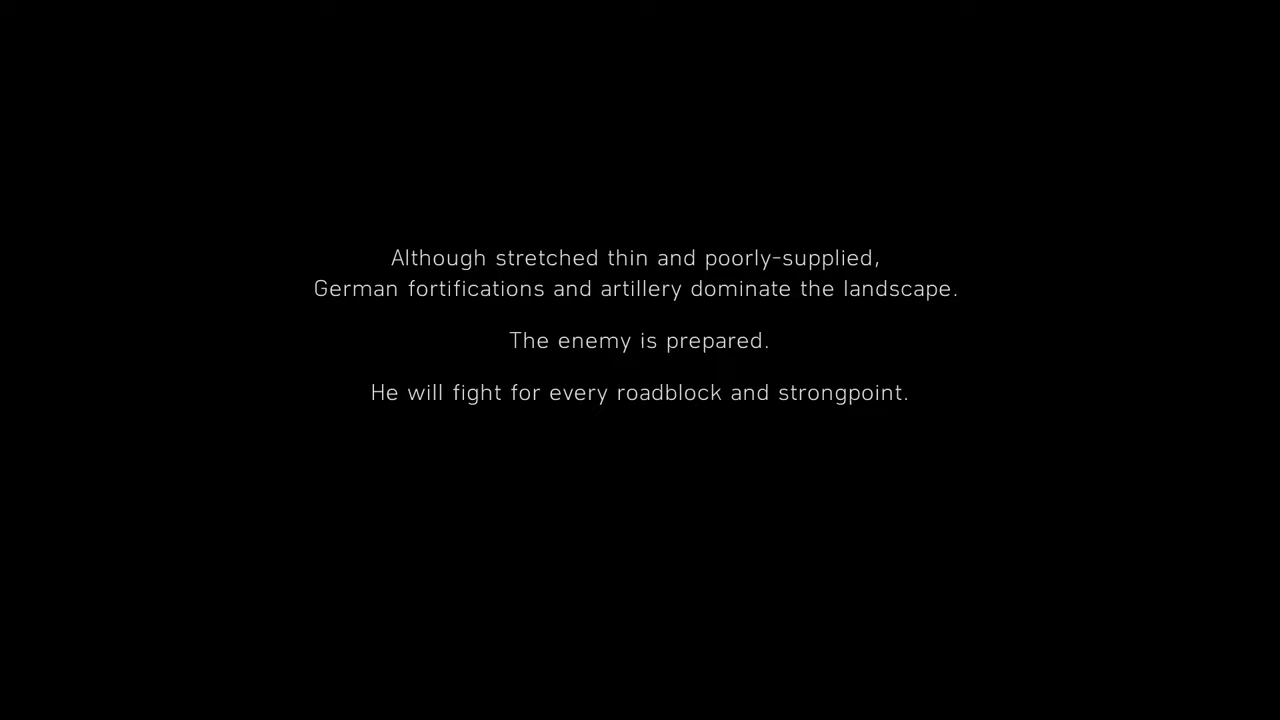 Although stretched thin and poorly-supplied,
German fortifications and artillery dominate the landscape.
The enemy is prepared.
He will fight for every roadblock and strongpoint.